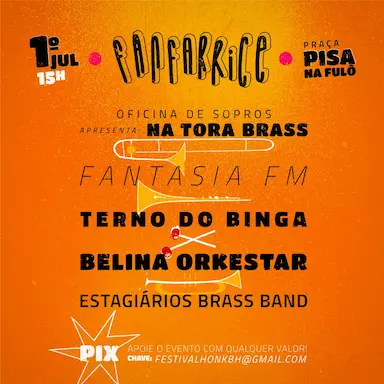 1º JUL
15H
FANFARRICE
PRAÇA
PISA
NA FULÔ
OFICINA DE SOPROS
APRESENTA NA TORA BRASS
FANTASIA FM
TERNO DO BINGA
BELINA ORKESTAR
ESTAGIÁRIOS BRASS BAND
PIX
APOIE O EVENTO COM QUALQUER VALOR!
CHAVE: FESTIVALHONKBH@GMAIL.COM